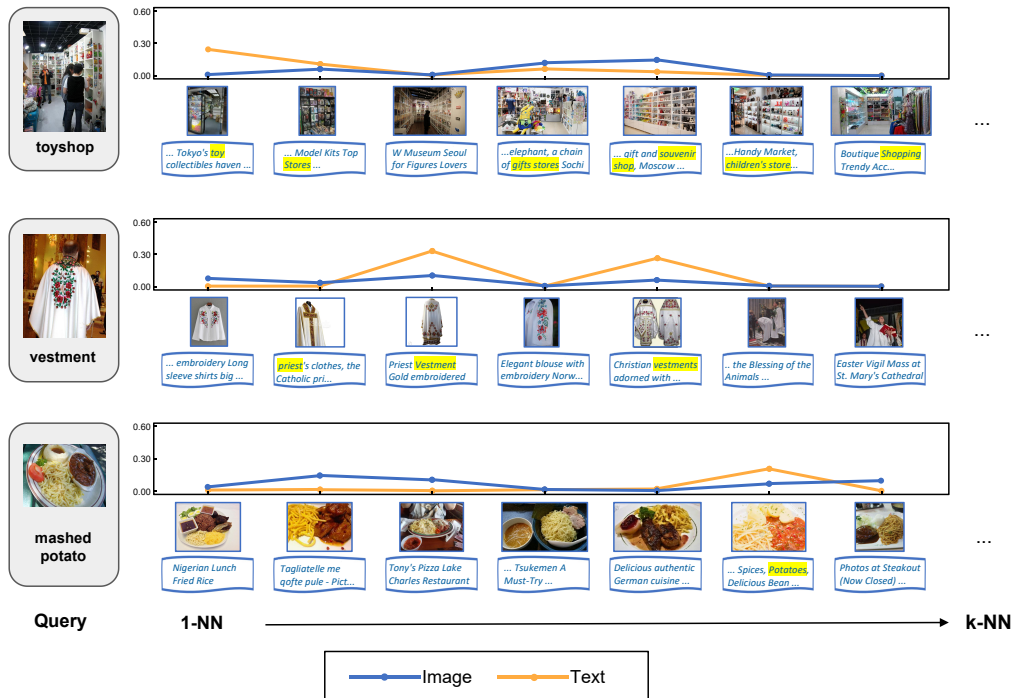 0.60
0.30
0.00
toyshop
... Tokyo's toy
collectibles haven ...
... Model Kits Top
Stores ...
W Museum Seoul
for Figures Lovers
...elephant, a chain
of gifts stores Sochi
... gift and souvenir
shop, Moscow ...
...Handy Market,
children's store...
Boutique Shopping
Trendy Acc...
...
0.60
0.30
0.00
vestment
... embroidery Long
sleeve shirts big ...
priest's clothes, the
Catholic pri...
Priest Vestment
Gold embroidered
Elegant blouse with
embroidery Norw...
Christian vestments
adorned with ...
.. the Blessing of the
Animals ...
Easter Vigil Mass at
St. Mary's Cathedral
...
0.60
0.30
0.00
mashed
potato
Nigerian Lunch
Fried Rice
Tagliatelle me
qofte pule - Pict...
Tony's Pizza Lake
Charles Restaurant
... Tsukemen A
Must-Try ...
Delicious authentic
German cuisine ...
... Spices, Potatoes,
Delicious Bean ...
Photos at Steakout
(Now Closed) ...
...
Query
1-NN
k-NN
Image
Text